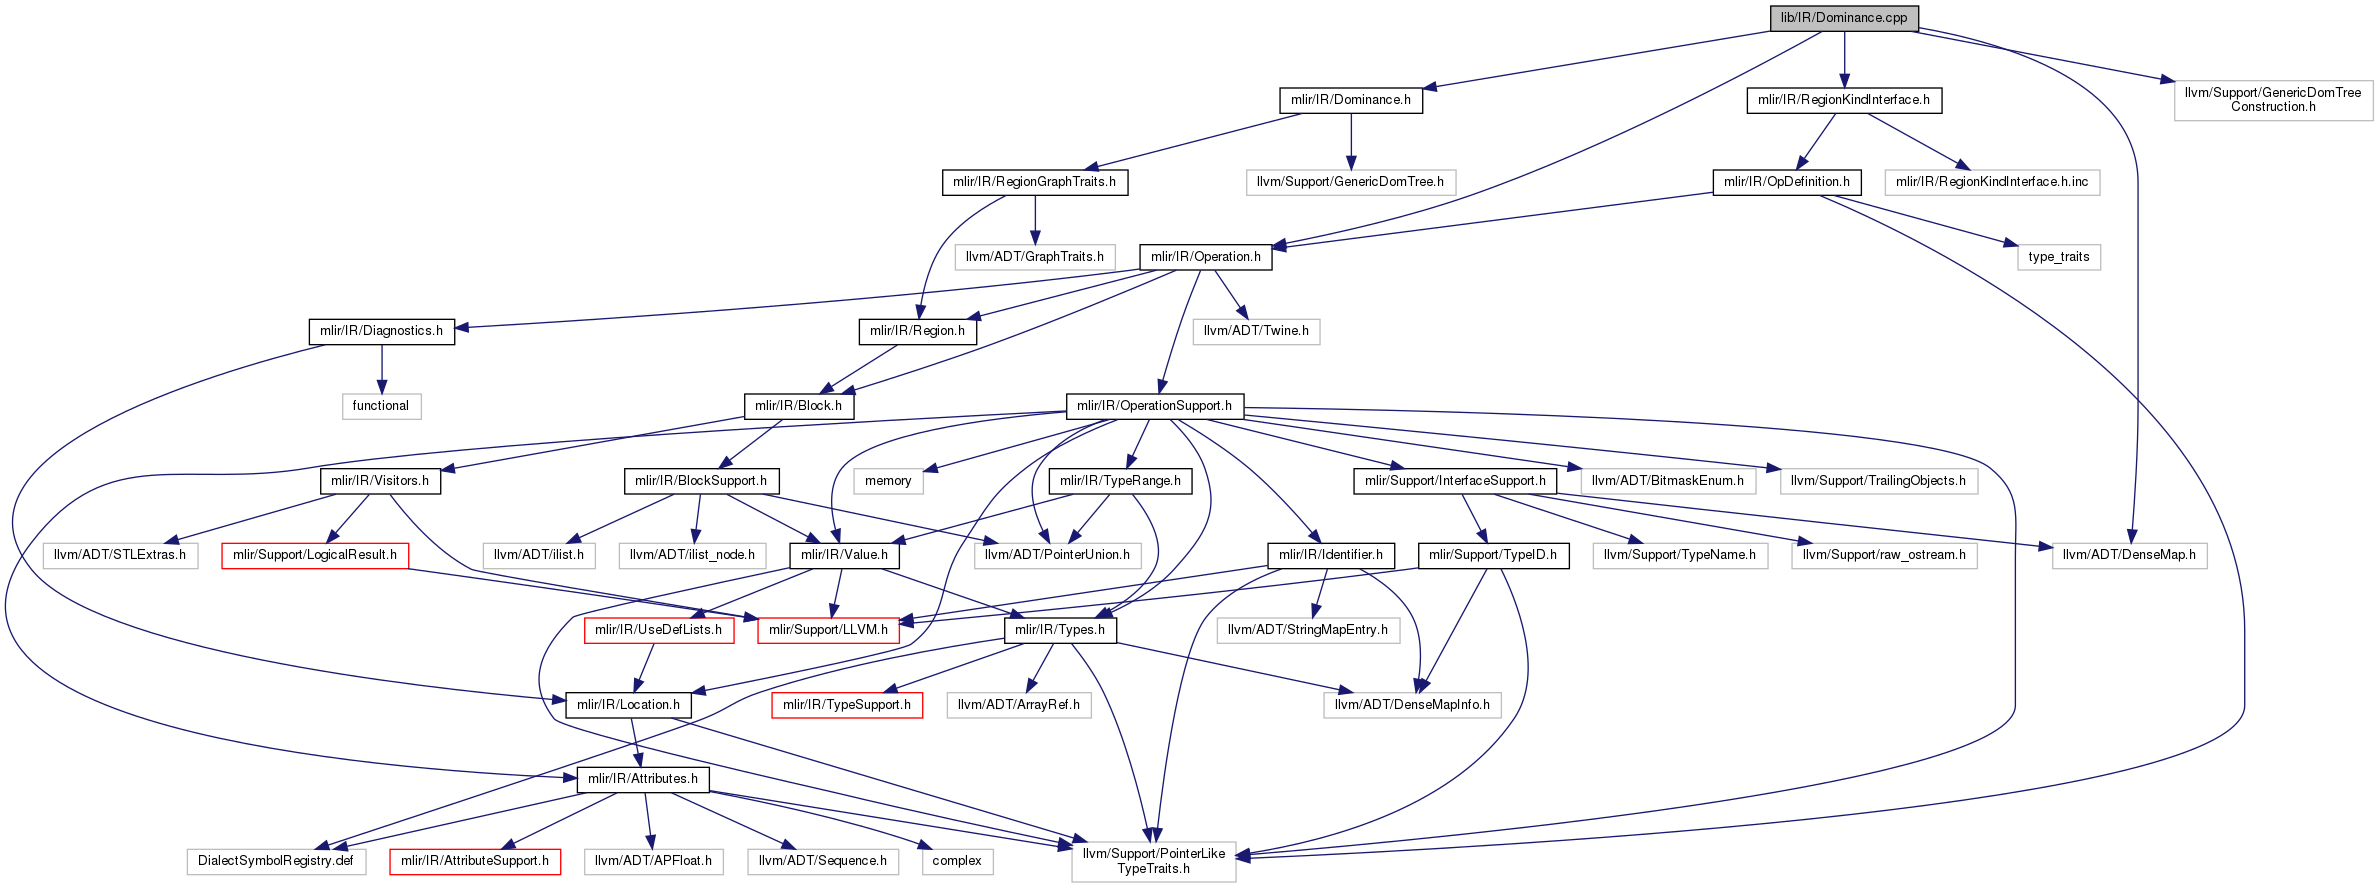 lib/IR/Dominance.cpp
mlir/IR/Dominance.h
mlir/IR/RegionKindInterface.h
llvm/Support/GenericDomTree
Construction.h
mlir/IR/RegionGraphTraits.h
llvm/Support/GenericDomTree.h
mlir/IR/OpDefinition.h
mlir/IR/RegionKindInterface.h.inc
llvm/ADT/GraphTraits.h
mlir/IR/Operation.h
type_traits
mlir/IR/Diagnostics.h
mlir/IR/Region.h
llvm/ADT/Twine.h
functional
mlir/IR/Block.h
mlir/IR/OperationSupport.h
mlir/IR/Visitors.h
mlir/IR/BlockSupport.h
memory
mlir/IR/TypeRange.h
mlir/Support/InterfaceSupport.h
llvm/ADT/BitmaskEnum.h
llvm/Support/TrailingObjects.h
llvm/ADT/STLExtras.h
mlir/Support/LogicalResult.h
llvm/ADT/ilist.h
llvm/ADT/ilist_node.h
mlir/IR/Value.h
llvm/ADT/PointerUnion.h
mlir/IR/Identifier.h
mlir/Support/TypeID.h
llvm/Support/TypeName.h
llvm/Support/raw_ostream.h
llvm/ADT/DenseMap.h
mlir/IR/UseDefLists.h
mlir/Support/LLVM.h
mlir/IR/Types.h
llvm/ADT/StringMapEntry.h
mlir/IR/Location.h
mlir/IR/TypeSupport.h
llvm/ADT/ArrayRef.h
llvm/ADT/DenseMapInfo.h
mlir/IR/Attributes.h
DialectSymbolRegistry.def
mlir/IR/AttributeSupport.h
llvm/ADT/APFloat.h
llvm/ADT/Sequence.h
complex
llvm/Support/PointerLike
TypeTraits.h